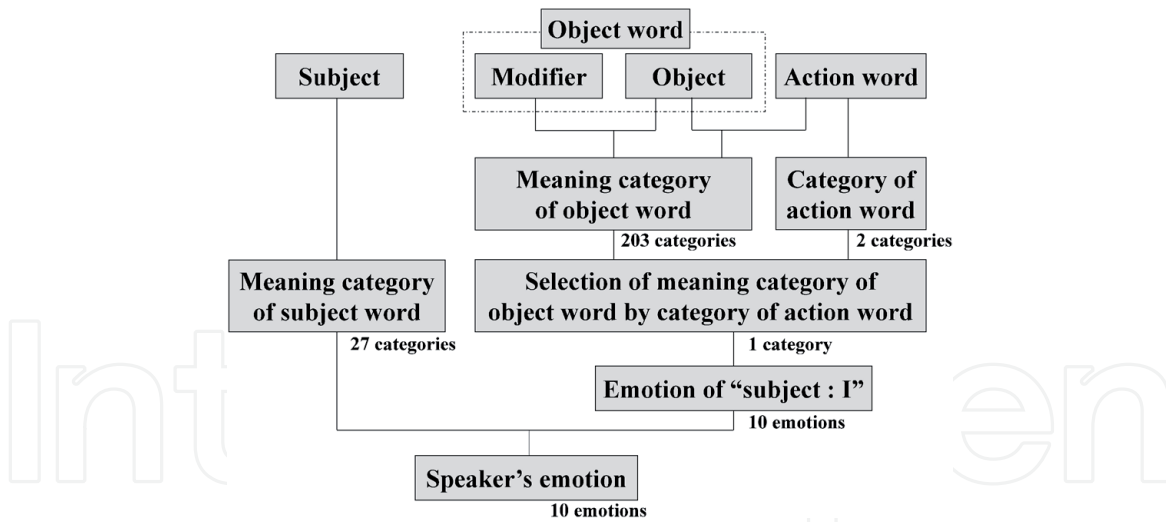 Object word
Subject
Modifier
Object
Action word
Meaning category
of object word
203 categories
Category of
action word
2 categories
Meaning category
of subject word
27 categories
Selection of meaning category of
object word by category of action word
1 category
Emotion of “subject : I”
10 emotions
Speaker’s emotion
10 emotions
Int
en